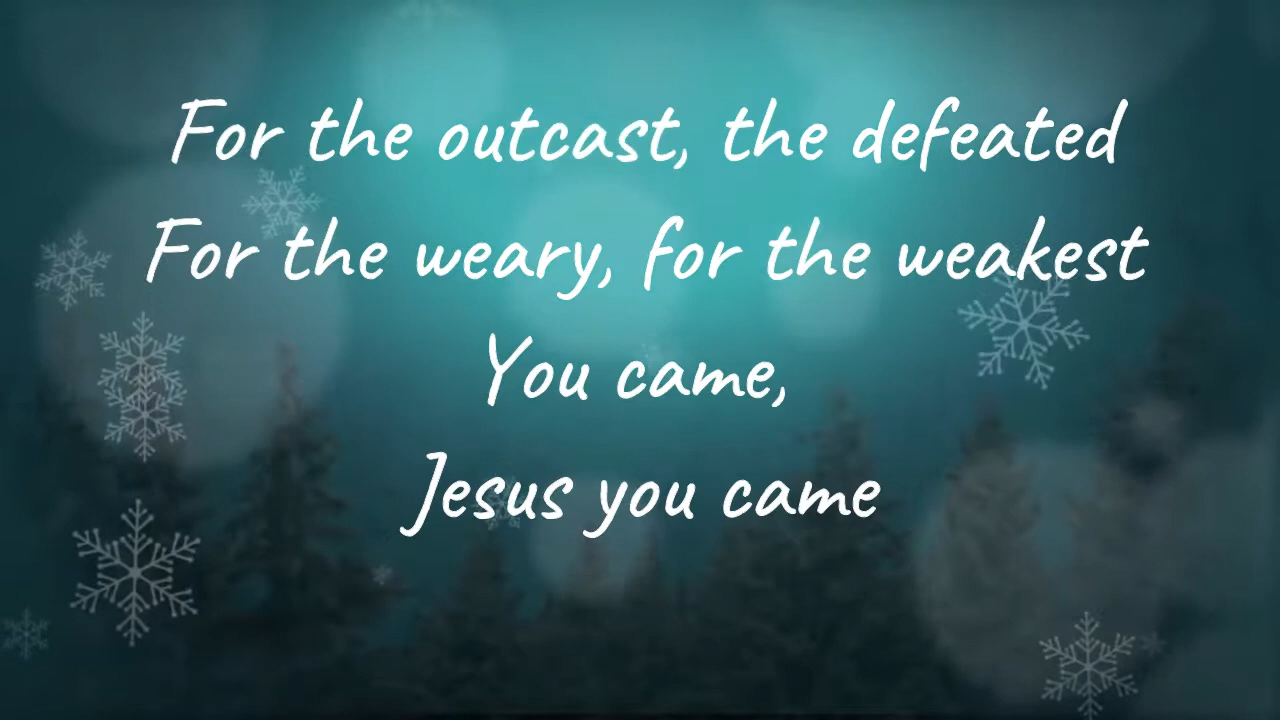 For the outcast, the defeated
For the weary, for the weakest
You came,
Jesus you came